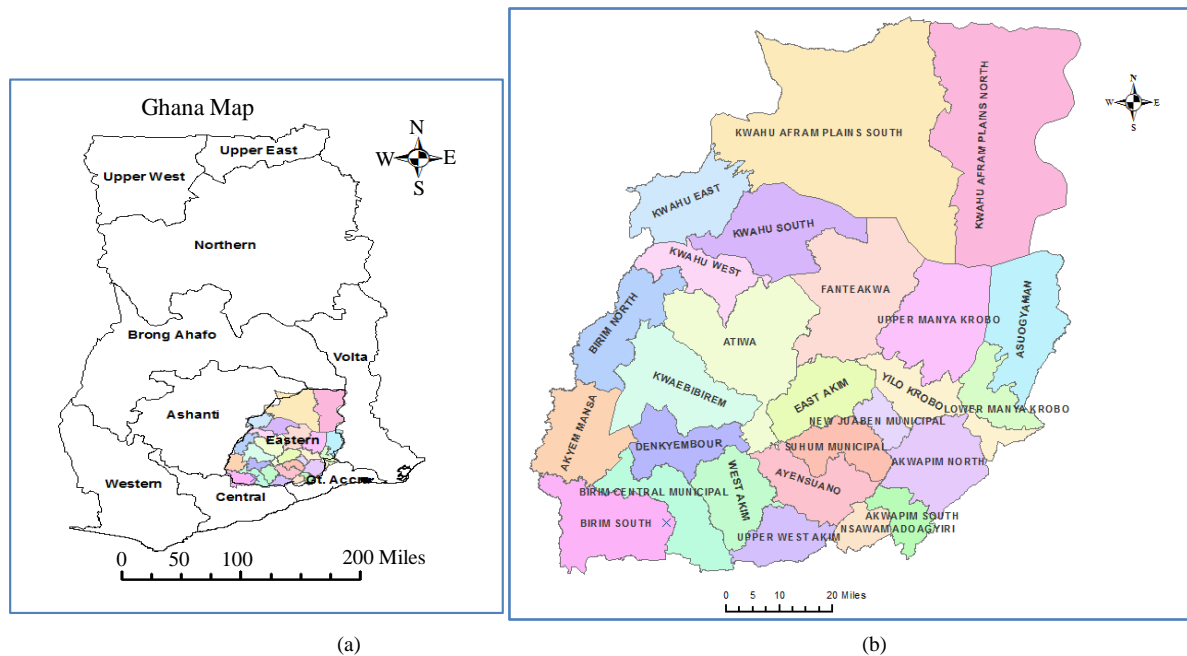 Ghana Map
N
W
E
S
Upper East
Upper West
Northern
Brong Ahafo
Volta
Ashanti
Eastern
Western
Central
Gt. Accra
0 50 100 200 Miles
(a)
N
W
E
S
KWAHU AFRAM PLAINS SOUTH
KWAHU AFRAM PLAINS NORTH
KWAHU EAST
KWAHU SOUTH
KWAHU WEST
FANTEAKWA
BIRIM NORTH
UPPER MANYA KROBO
ASUOGYAMAN
ATIWA
KWAEBIBIREM
EAST AKIM
YILO KROBO
LOWER MANYA KROBO
AKYEM MANSA
NEW JUABEN MUNICIPAL
DENKYEMBOUR
SUHUM MUNICIPAL
AKWAPIM NORTH
WEST AKIM
AYENSUANO
BIRIM CENTRAL MUNICIPAL
BIRIM SOUTH
AKWAPIM SOUTH
NSAWAM ADOAGYIRI
UPPER WEST AKIM
0 5 10 20 Miles
(b)